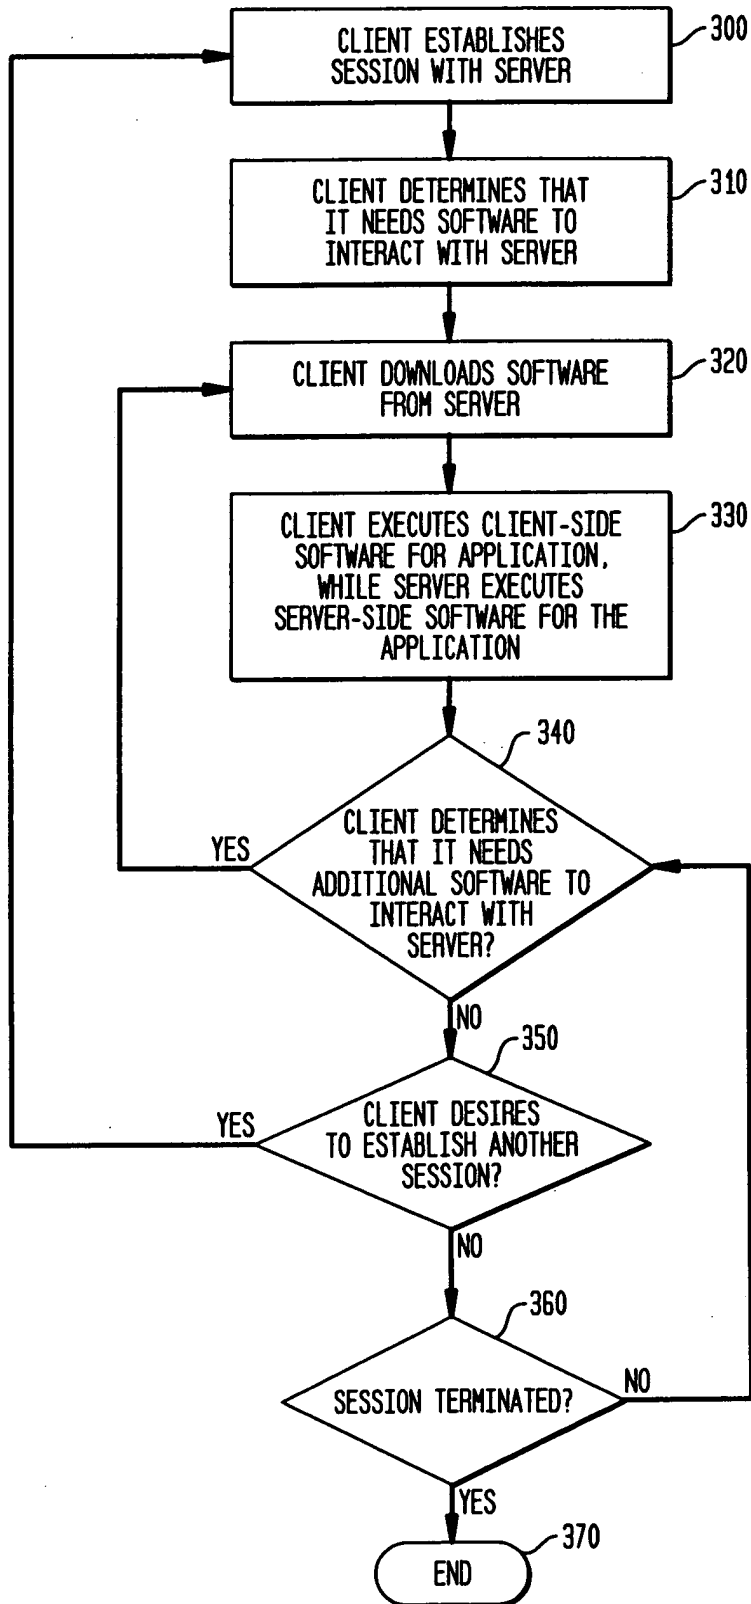 CLIENT ESTABLISHES
SESSION WITH SERVER
300
CLIENT DETERMINES THAT
IT NEEDS SOFTWARE TO
INTERACT WITH SERVER
310
CLIENT DOWNLOADS SOFTWARE
FROM SERVER
320
CLIENT EXECUTES CLIENT-SIDE
SOFTWARE FOR APPLICATION,
WHILE SERVER EXECUTES
SERVER-SIDE SOFTWARE FOR THE
APPLICATION
330
340
CLIENT DETERMINES
THAT IT NEEDS
ADDITIONAL SOFTWARE TO
INTERACT WITH
SERVER?
YES
NO
350
CLIENT DESIRES
TO ESTABLISH ANOTHER
SESSION?
YES
NO
360
SESSION TERMINATED?
NO
YES
370
END